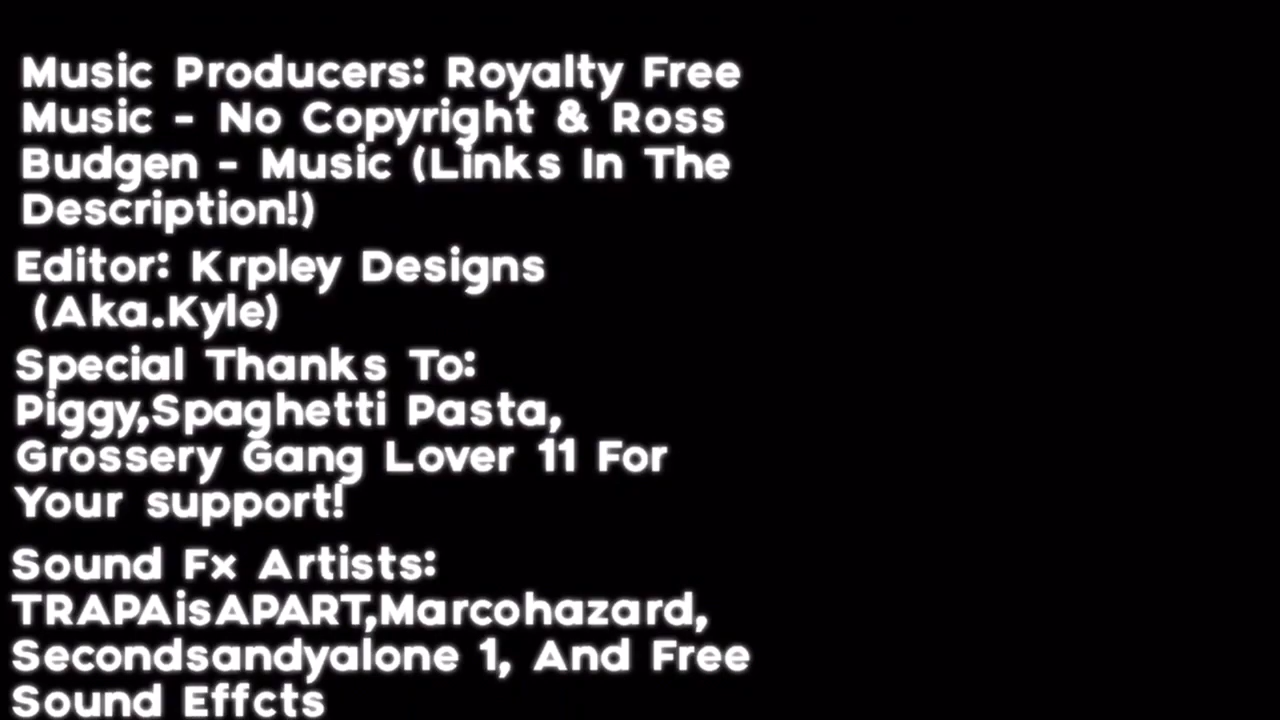 Music Producers: Royalty Free
Music - No Copyright & Ross
Budgen - Music (Links In The
Description!)
Editor: Krpley Designs
(Aka.Kyle)
Special Thanks To:
Piggy,Spaghetti Pasta,
Grossery Gang Lover 11 For
Your support!
Sound Fx Artists:
TRAPAisAPART,Marcohazard,
Secondsandyalone 1, And Free
Sound Effcts